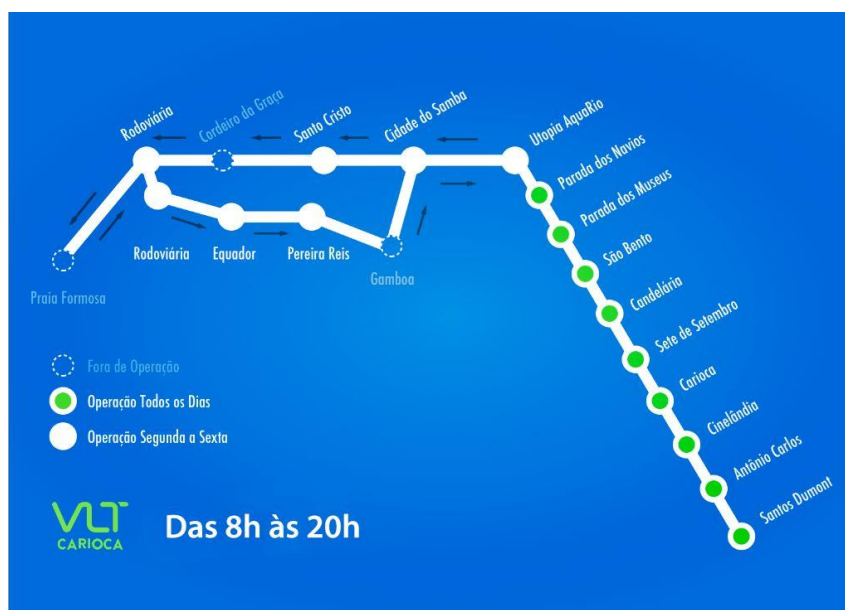 Rodoviária
Cordeiro da Graça
Santo Cristo
Cidade do Samba
Utopia AquaRio
Parada dos Navios
Parada dos Museus
São Bento
Candelária
Sete de Setembro
Carioca
Cinelândia
Antônio Carlos
Santos Dumont
Rodoviária
Equador
Pereira Reis
Gamboa
Praia Formosa
Fora de Operação
Operação Todos os Dias
Operação Segunda a Sexta
VLT
CARIOCA
Das 8h às 20h